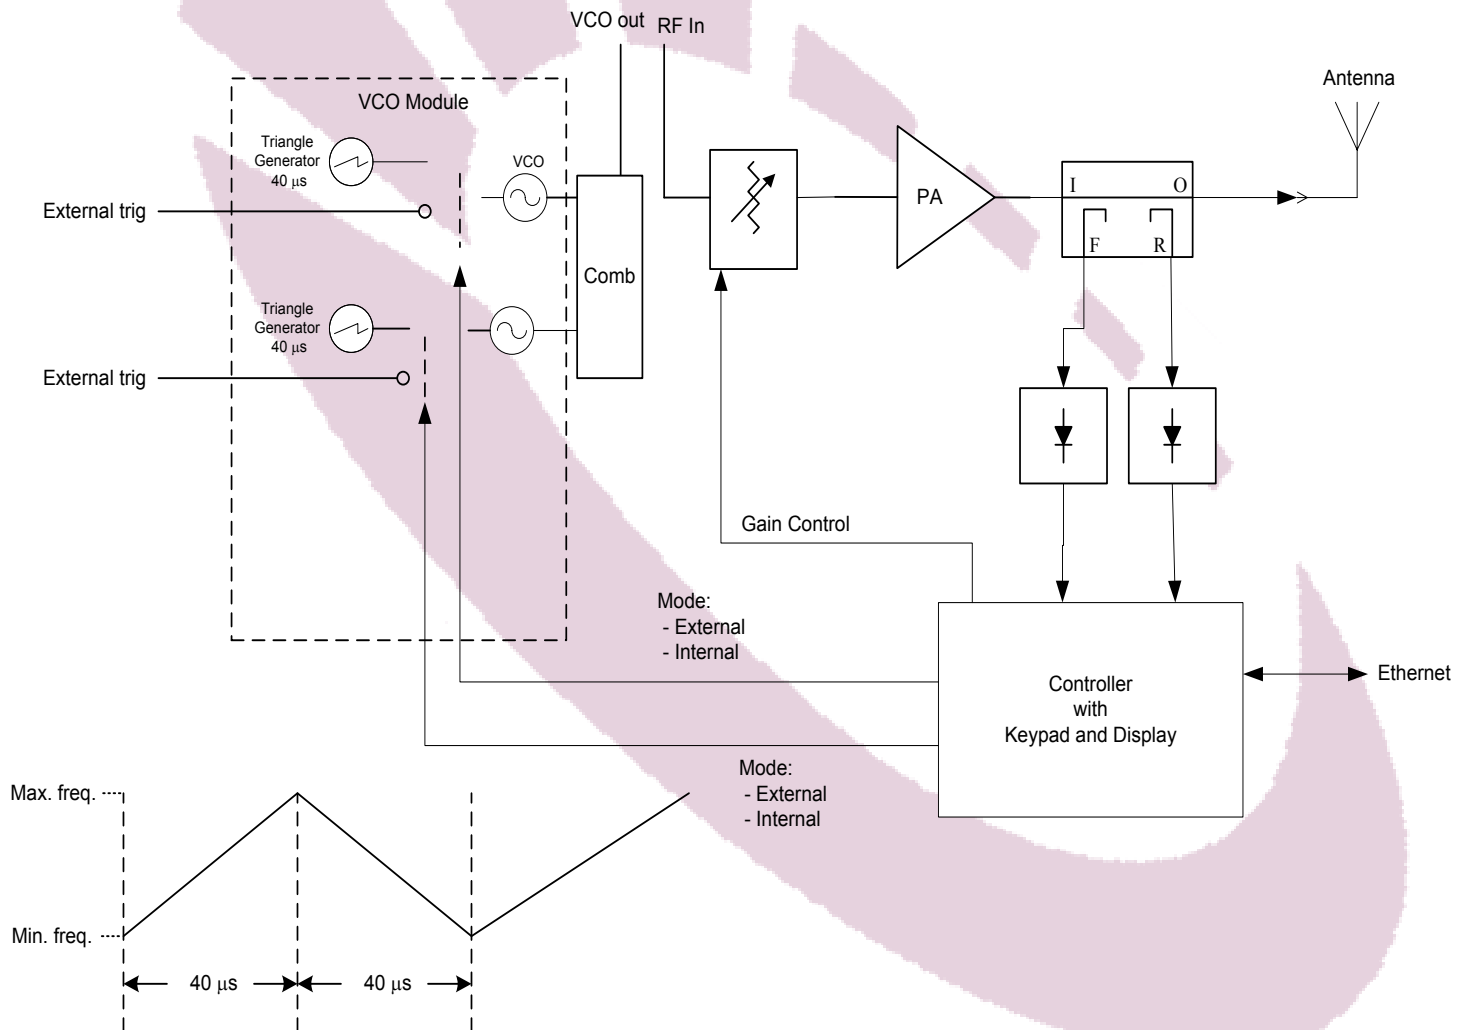 VCO out
RF In
Antenna
VCO Module
Triangle
Generator
40 μs
VCO
External trig
PA
I
O
F
R
Comb
Triangle
Generator
40 μs
External trig
Gain Control
Mode:
- External
- Internal
Controller
with
Keypad and Display
Ethernet
Mode:
- External
- Internal
Max. freq.
Min. freq.
40 μs
40 μs